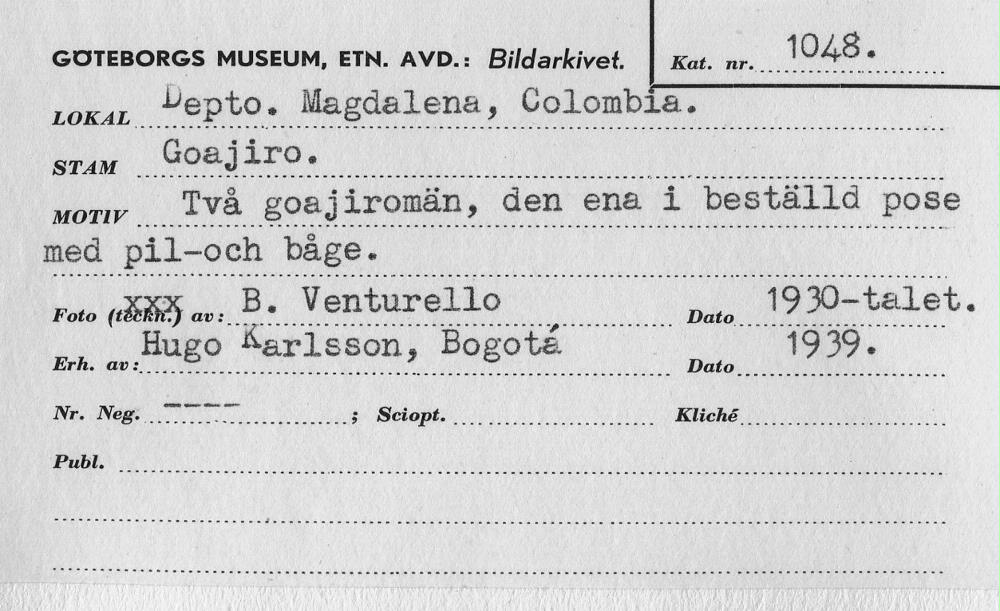 GÖTEBORGS MUSEUM, ETN. AVD.: Bildarkivet. Kat. nr. 1048.
LOKAL Depto. Magdalena, Colombia.
STAM Goajiro.
MOTIV Två goajiromän, den ena i beställd pose
med pil-och båge.
Foto (teckn.) av: B. Venturello Dato 1930-talet.
Erh. av: Hugo Karlsson, Bogotá Dato 1939.
Nr. Neg. ---- ; Sciopt. Kliché
Publ.